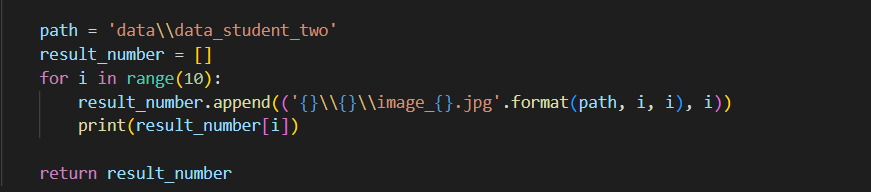 path = 'data\\data_student_two'
result_number = []
for i in range(10):
    result_number.append(('{}\\{}\\image_{}.jpg'.format(path, i, i), i))
    print(result_number[i])
return result_number